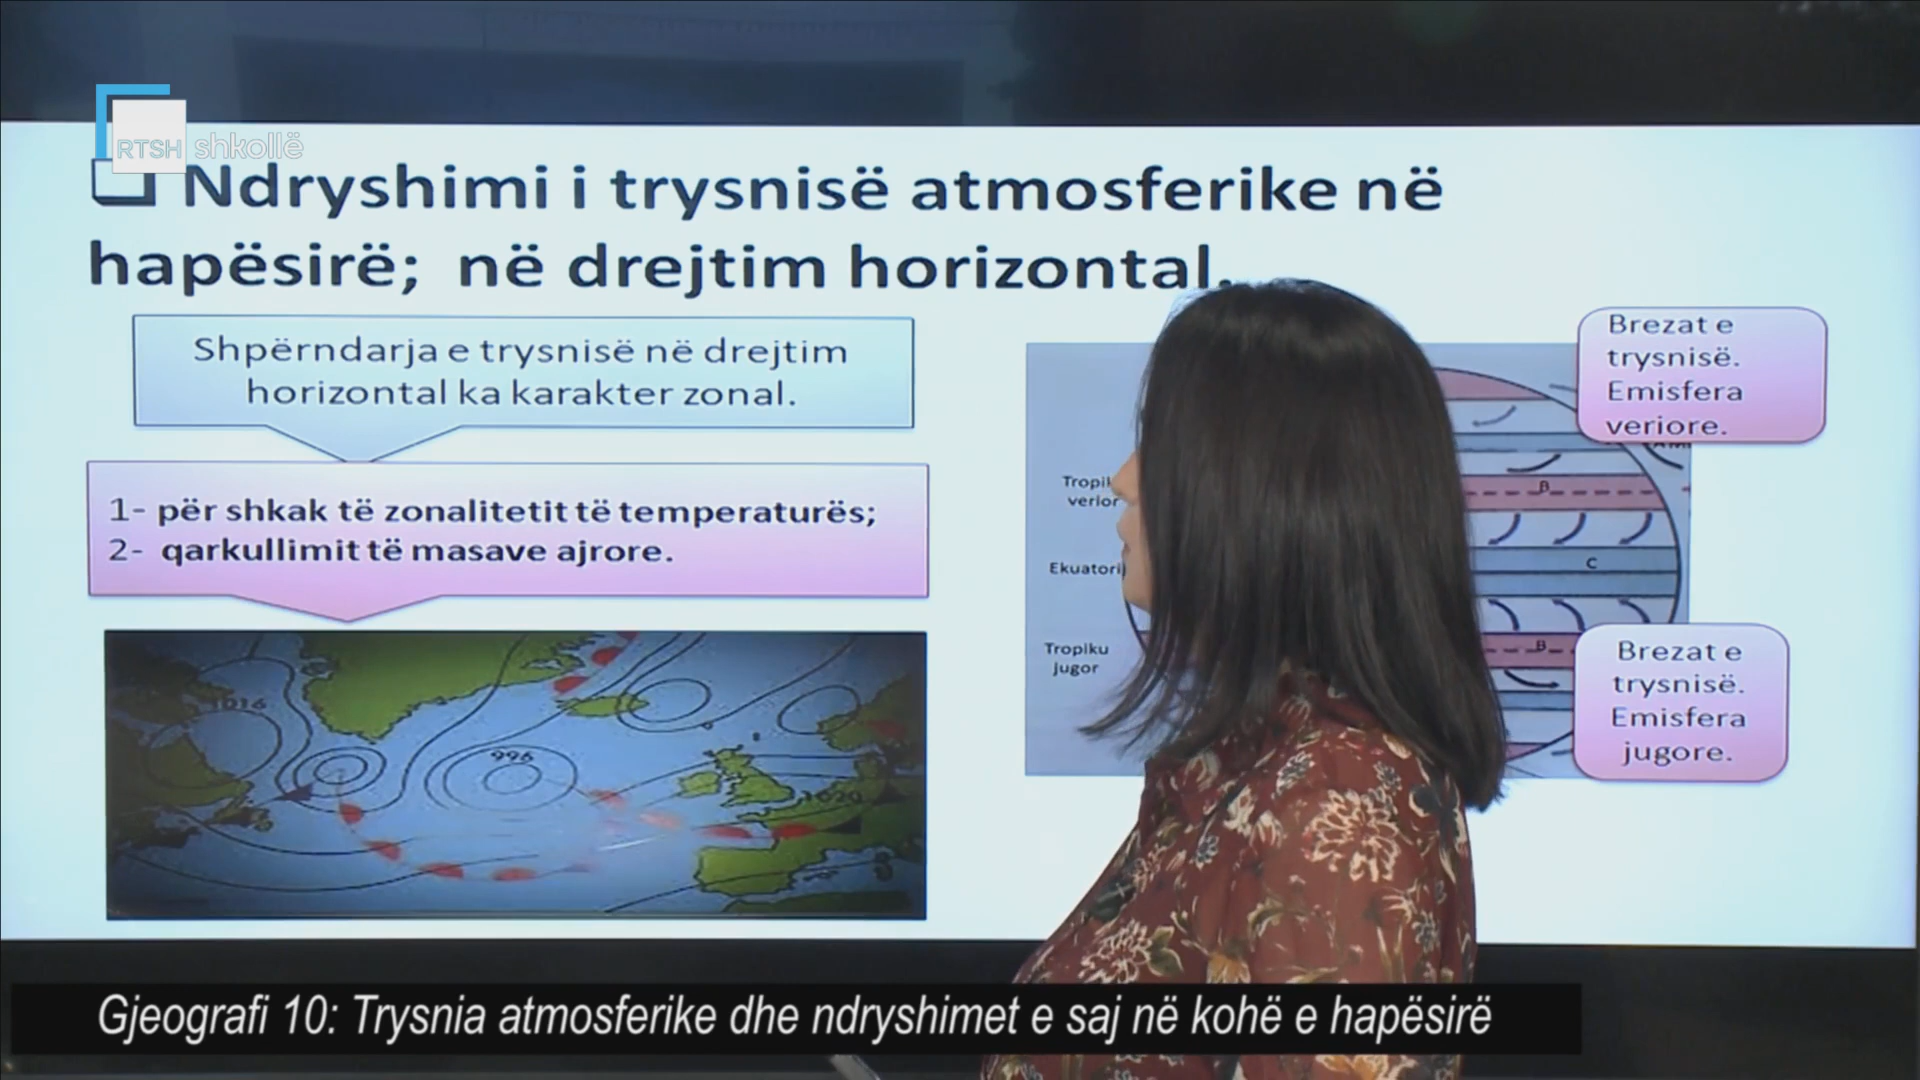 RTSH shkollë
Ndryshimi i trysnisë atmosferike në
hapësirë; në drejtim horizontal.
Shpërndarja e trysnisë në drejtim
horizontal ka karakter zonal.
1- për shkak të zonalitetit të temperaturës;
2- qarkullimit të masave ajrore.
1016
996
1020
Brezat e
trysnisë.
Emisfera
veriore.
verior
B
C
Tropiku
jugor
B
Brezat e
trysnisë.
Emisfera
jugore.
Gjeografi 10: Trysnia atmosferike dhe ndryshimet e saj në kohë e hapësirë